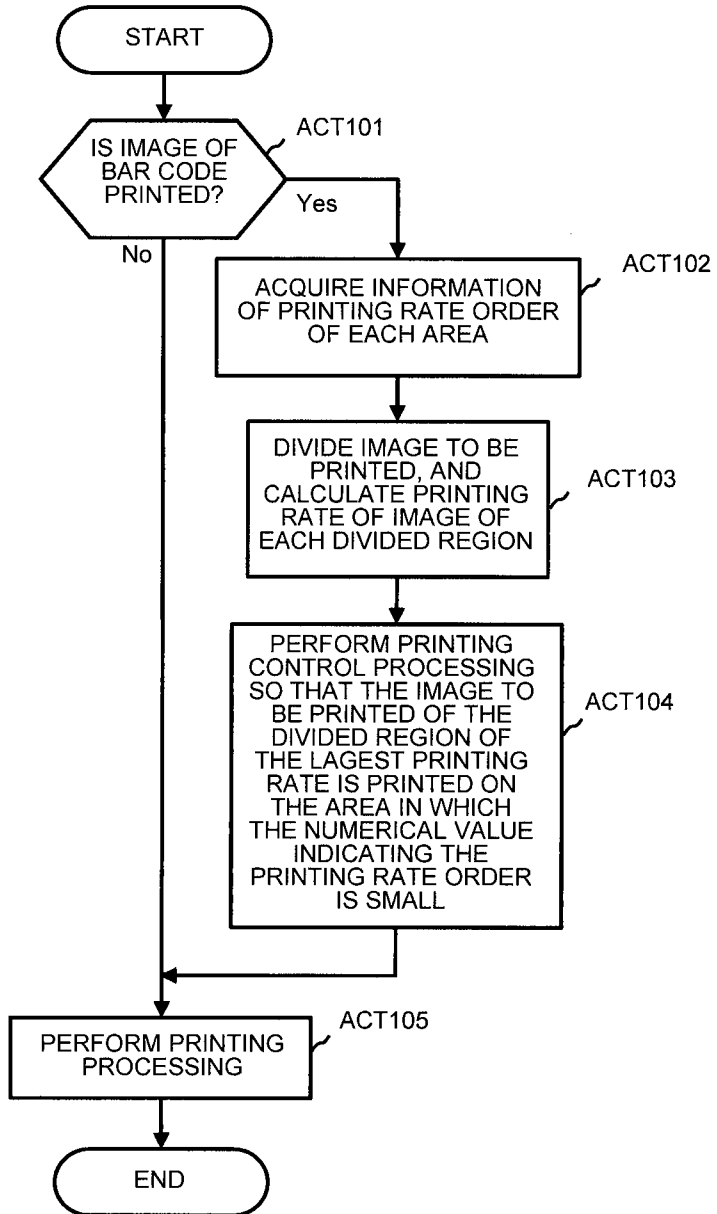 START
ACT101
IS IMAGE OF
BAR CODE
PRINTED?
Yes
No
ACT102
ACQUIRE INFORMATION
OF PRINTING RATE ORDER
OF EACH AREA
DIVIDE IMAGE TO BE
PRINTED, AND
CALCULATE PRINTING
RATE OF IMAGE OF
EACH DIVIDED REGION
ACT103
PERFORM PRINTING
CONTROL PROCESSING
SO THAT THE IMAGE TO
BE PRINTED OF THE
DIVIDED REGION OF
THE LAGEST PRINTING
RATE IS PRINTED ON
THE AREA IN WHICH
THE NUMERICAL VALUE
INDICATING THE
PRINTING RATE ORDER
IS SMALL
ACT104
ACT105
PERFORM PRINTING
PROCESSING
END